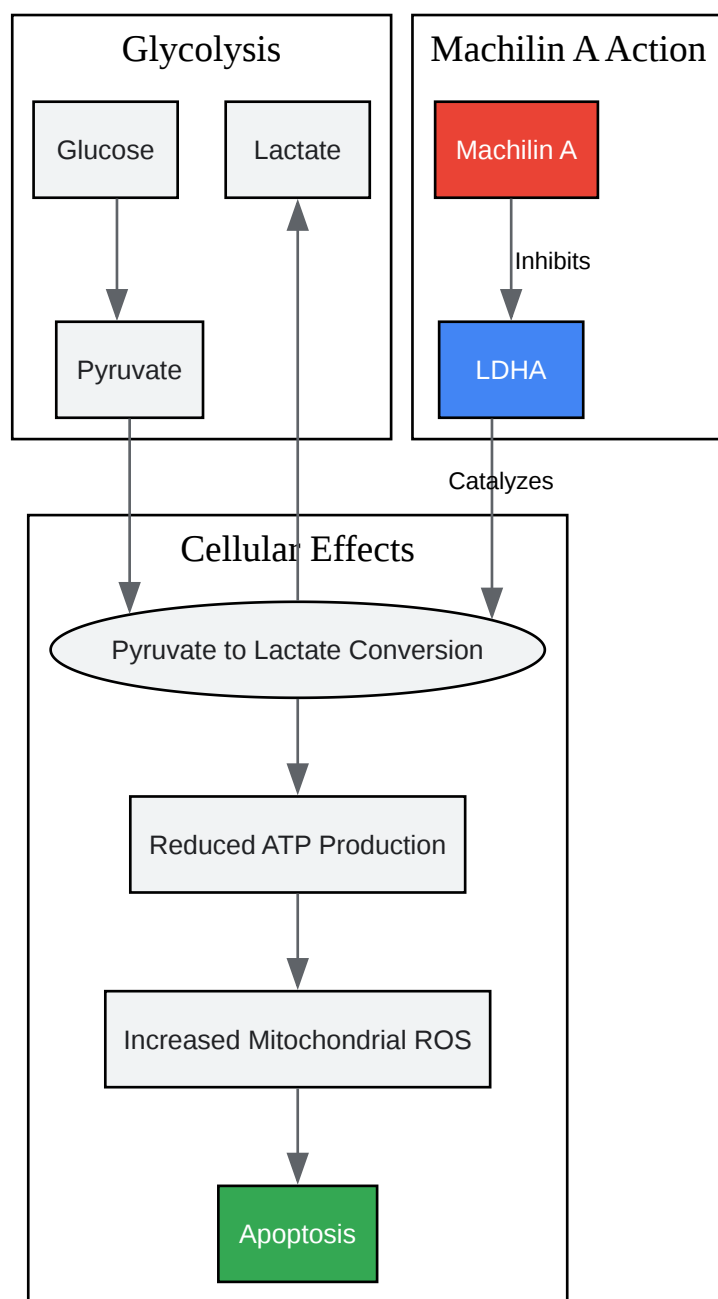 Glycolysis
Machilin A Action
Glucose
Lactate
Machilin A
Inhibits
Pyruvate
LDHA
Catalyzes
Cellular Effects
Pyruvate to Lactate Conversion
Reduced ATP Production
Increased Mitochondrial ROS
Apoptosis